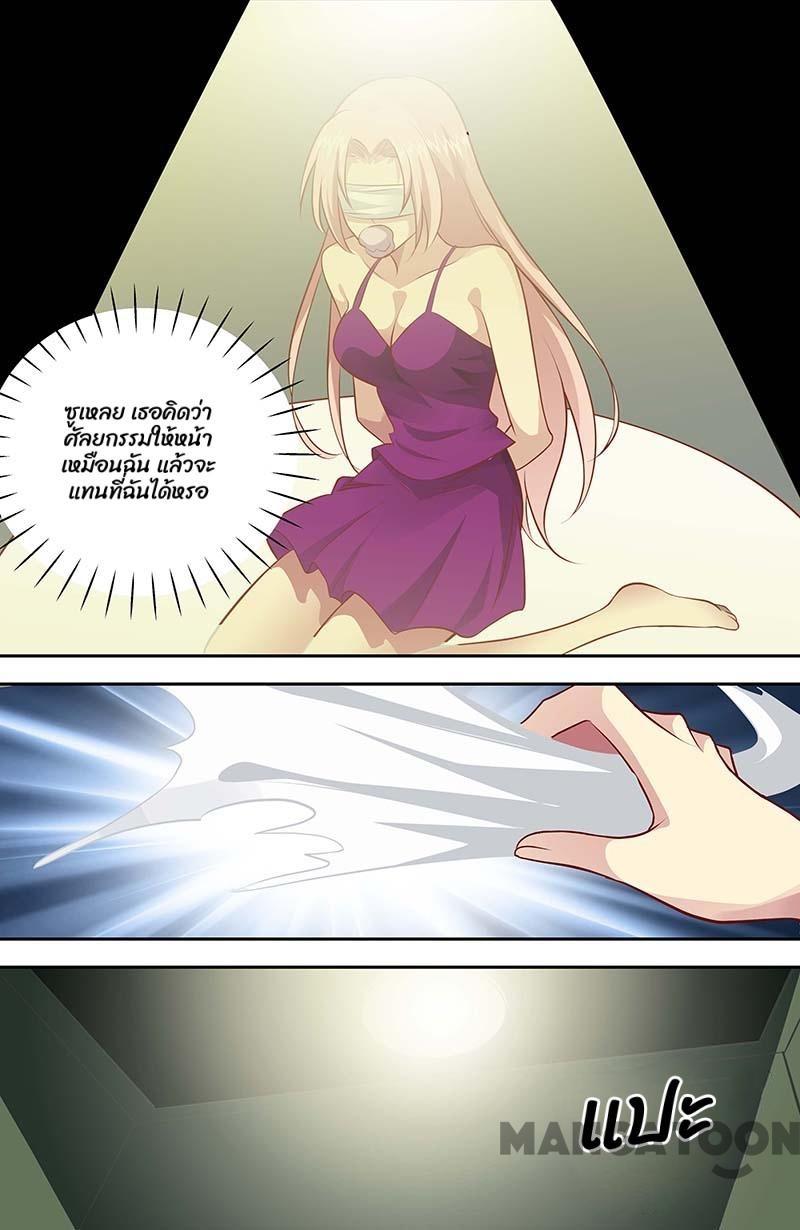 ซูเหลย เธอคิดว่า
ศัลยกรรมให้หน้า
เหมือนฉัน แล้วจะ
แทนที่ฉันได้หรอ
แปะ
MANGATOON